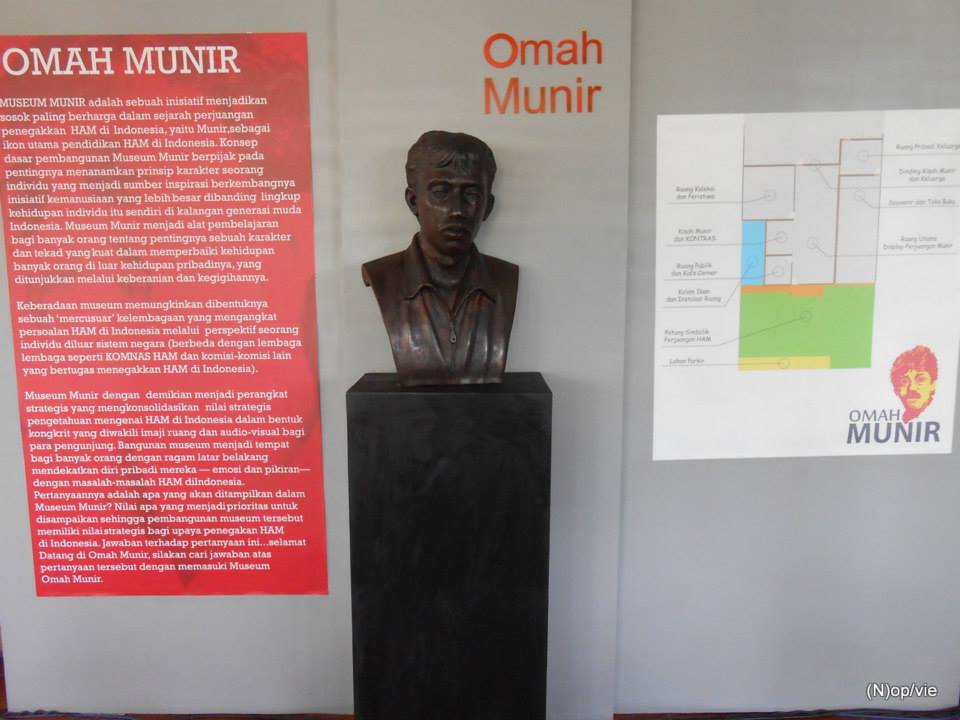 OMAH MUNIR
MUSEUM MUNIR adalah sebuah inisiatif menjadikan
sosok paling berharga dalam sejarah perjuangan
penegakkan HAM di Indonesia, yaitu Munir,sebagai
ikon utama pendidikan HAM di Indonesia. Konsep
dasar pembangunan Museum Munir berpijak pada
pentingnya menanamkan prinsip karakter seorang
individu yang menjadi sumber inspirasi berkembangnya
inisiatif kemanusiaan yang lebih besar dibanding lingkup
kehidupan individu itu sendiri di kalangan generasi muda
Indonesia. Museum Munir menjadi alat pembelajaran
bagi banyak orang tentang pentingnya sebuah karakter
dan tekad yang kuat dalam memperbaiki kehidupan
banyak orang di luar kehidupan pribadinya, yang
ditunjukkan melalui keberanian dan kegigihannya.
Keberadaan museum memungkinkan dibentuknya
sebuah 'mercusuar' kelembagaan yang mengangkat
persoalan HAM di Indonesia melalui perspektif seorang
individu diluar sistem negara (berbeda dengan lembaga
lembaga seperti KOMNAS HAM dan komisi-komisi lain
yang bertugas menegakkan HAM di Indonesia).
Museum Munir dengan demikian menjadi perangkat
strategis yang mengkonsolidasikan nilai strategis
pengetahuan mengenai HAM di Indonesia dalam bentuk
kongkrit yang diwakili imaji ruang dan audio-visual bagi
para pengunjung. Bangunan museum menjadi tempat
bagi banyak orang dengan ragam latar belakang
mendekatkan diri pribadi mereka — emosi dan pikiran—
dengan masalah-masalah HAM diIndonesia.
Pertanyaannya adalah apa yang akan ditampilkan dalam
Museum Munir? Nilai apa yang menjadi prioritas untuk
disampaikan sehingga pembangunan museum tersebut
memiliki nilai strategis bagi upaya penegakan HAM
di Indonesia. Jawaban terhadap pertanyaan ini...selamat
Datang di Omah Munir, silakan cari jawaban atas
pertanyaan tersebut dengan memasuki Museum
Omah Munir.
Omah
Munir
Ruang Koleksi
dan Peristiwa
Kisah Munir
dan KONTRAS
Ruang Publik
dan Kid's Corner
Kolam Ikan
dan Instalasi Ruang
Patung Simbolik
Perjuangan HAM
Lahan Parkir
Ruang Privasi Keluarga
Dinding Kisah Munir
dan Keluarga
Souvenir dan Toko Buku
Ruang Utama
Display Perjuangan Munir
OMAH
MUNIR
(N)op/vie